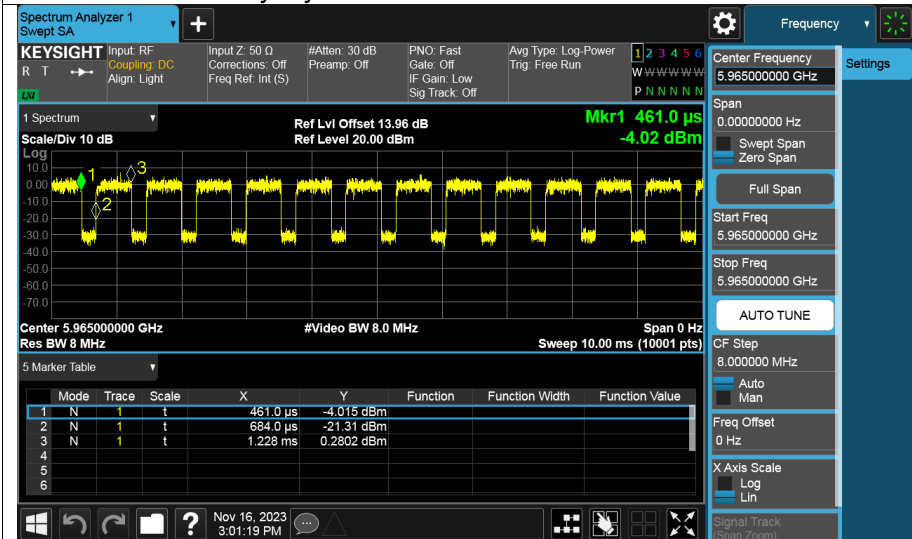 Spectrum Analyzer 1
Swept SA
Frequency
KEYSIGHT
R T
LXI
Input: RF
Coupling: DC
Align: Light
Input Z: 50 Ω
Corrections: Off
Freq Ref: Int (S)
#Atten: 30 dB
Preamp: Off
PNO: Fast
Gate: Off
IF Gain: Low
Sig Track: Off
Avg Type: Log-Power
Trig: Free Run
1 2 3 4 5 6
W W W W W W
P N N N N N
1 Spectrum
Scale/Div 10 dB
Ref Lvl Offset 13.96 dB
Ref Level 20.00 dBm
Mkr1 461.0 µs
-4.02 dBm
Log
10.0
0.00
-10.0
-20.0
-30.0
-40.0
-50.0
-60.0
-70.0
1
2
3
Center 5.965000000 GHz
Res BW 8 MHz
#Video BW 8.0 MHz
Span 0 Hz
Sweep 10.00 ms (10001 pts)
5 Marker Table
Mode Trace Scale X Y Function Function Width Function Value
1 N 1 t 461.0 µs -4.015 dBm
2 N 1 t 684.0 µs -21.31 dBm
3 N 1 t 1.228 ms 0.2802 dBm
4
5
6
Nov 16, 2023
3:01:19 PM
Center Frequency
5.965000000 GHz
Span
0.00000000 Hz
Swept Span
Zero Span
Full Span
Start Freq
5.965000000 GHz
Stop Freq
5.965000000 GHz
AUTO TUNE
CF Step
8.000000 MHz
Auto
Man
Freq Offset
0 Hz
X Axis Scale
Log
Lin
Signal Track
(Span Zoom)
Settings